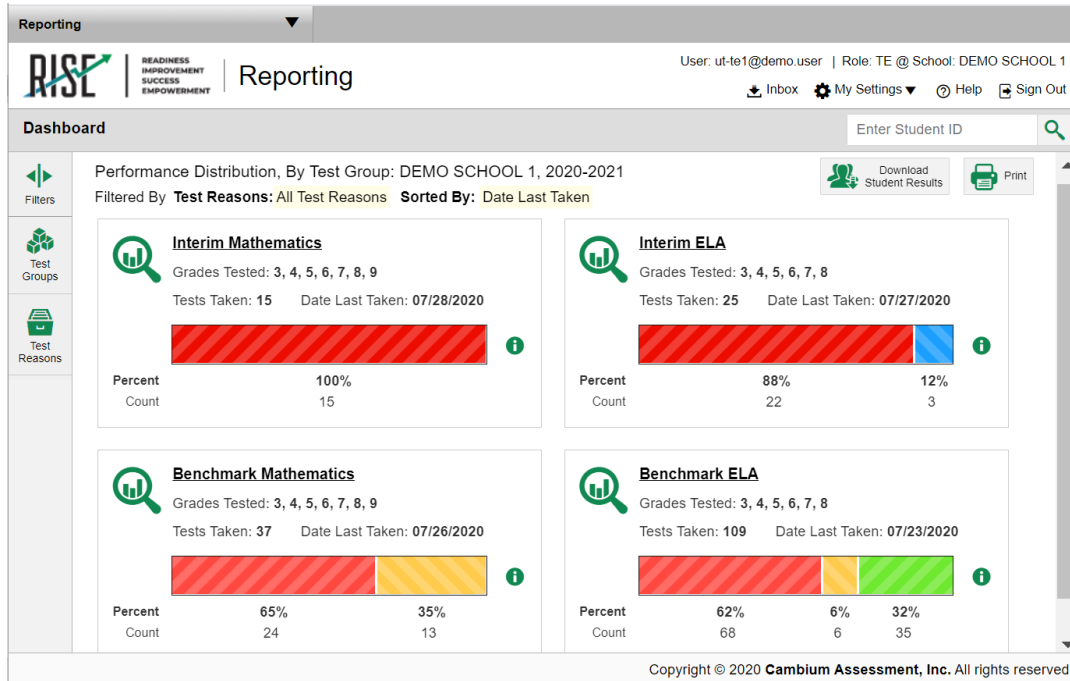 Reporting ▼
RISE
READINESS
IMPROVEMENT
SUCCESS
EMPOWERMENT
Reporting
User: ut-te1@demo.user | Role: TE @ School: DEMO SCHOOL 1
Inbox My Settings ▼ Help Sign Out
Dashboard
Enter Student ID
Filters
Test
Groups
Test
Reasons
Performance Distribution, By Test Group: DEMO SCHOOL 1, 2020-2021
Filtered By Test Reasons: All Test Reasons Sorted By: Date Last Taken
Download
Student Results
Print
Interim Mathematics
Grades Tested: 3, 4, 5, 6, 7, 8, 9
Tests Taken: 15 Date Last Taken: 07/28/2020
Percent 100%
Count 15
Interim ELA
Grades Tested: 3, 4, 5, 6, 7, 8
Tests Taken: 25 Date Last Taken: 07/27/2020
Percent 88% 12%
Count 22 3
Benchmark Mathematics
Grades Tested: 3, 4, 5, 6, 7, 8, 9
Tests Taken: 37 Date Last Taken: 07/26/2020
Percent 65% 35%
Count 24 13
Benchmark ELA
Grades Tested: 3, 4, 5, 6, 7, 8
Tests Taken: 109 Date Last Taken: 07/23/2020
Percent 62% 6% 32%
Count 68 6 35
Copyright © 2020 Cambium Assessment, Inc. All rights reserved